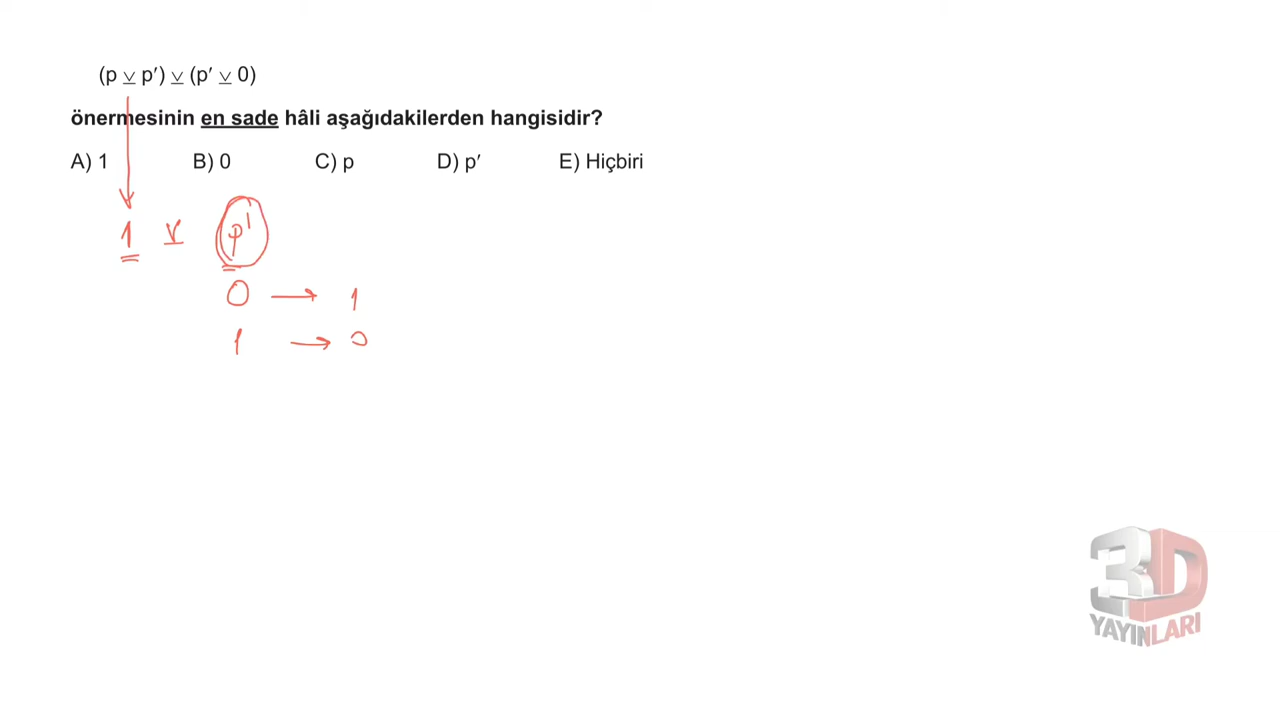 (p ⊻ p′) ⊻ (p′ ⊻ 0)
önermesinin en sade hâli aşağıdakilerden hangisidir?
A) 1 B) 0 C) p D) p′ E) Hiçbiri
1 ⊻ p′
0 → 1
1 → 0
3D
YAYINLARI